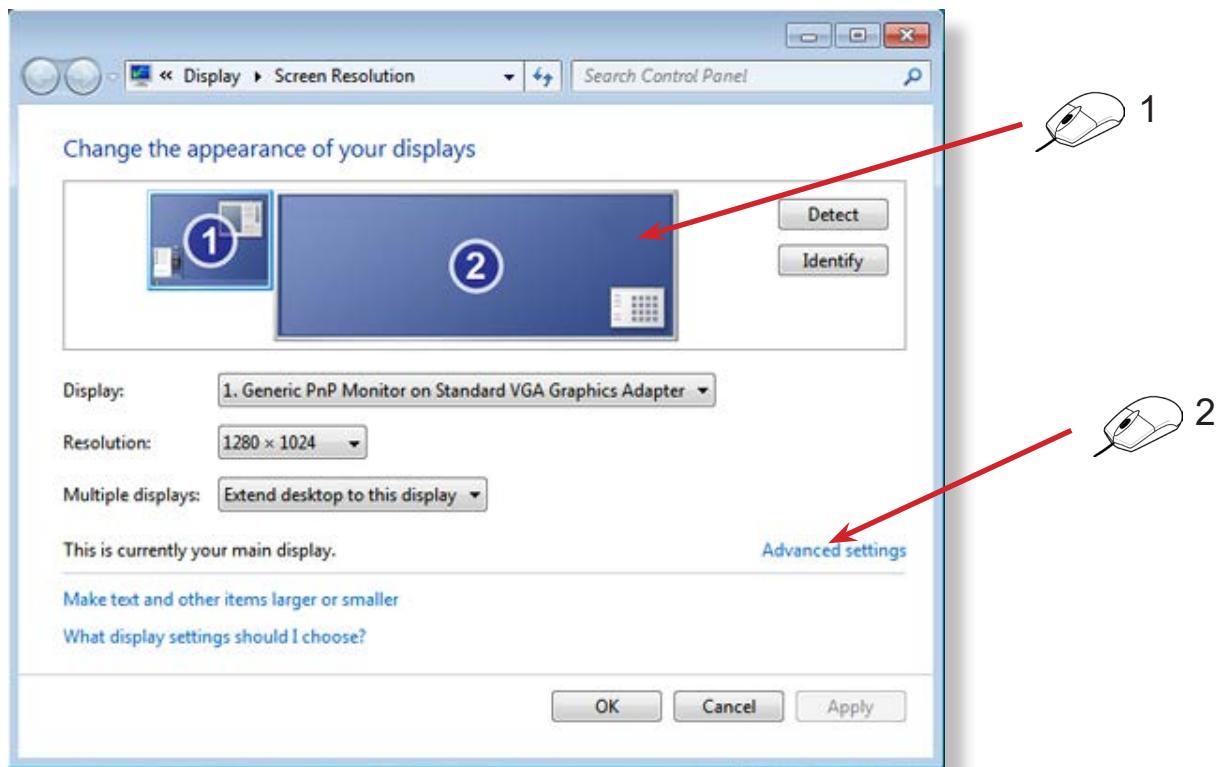 « Display ▸ Screen Resolution
Search Control Panel
1
Change the appearance of your displays
1
2
Detect
Identify
Display:
1. Generic PnP Monitor on Standard VGA Graphics Adapter
2
Resolution:
1280 × 1024
Multiple displays:
Extend desktop to this display
This is currently your main display.
Advanced settings
Make text and other items larger or smaller
What display settings should I choose?
OK
Cancel
Apply